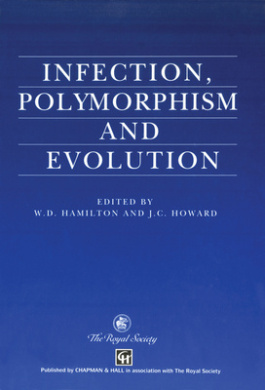 INFECTION,
POLYMORPHISM
AND
EVOLUTION
EDITED BY
W.D. HAMILTON AND J.C. HOWARD
The Royal Society
CH
Published by CHAPMAN & HALL in association with The Royal Society